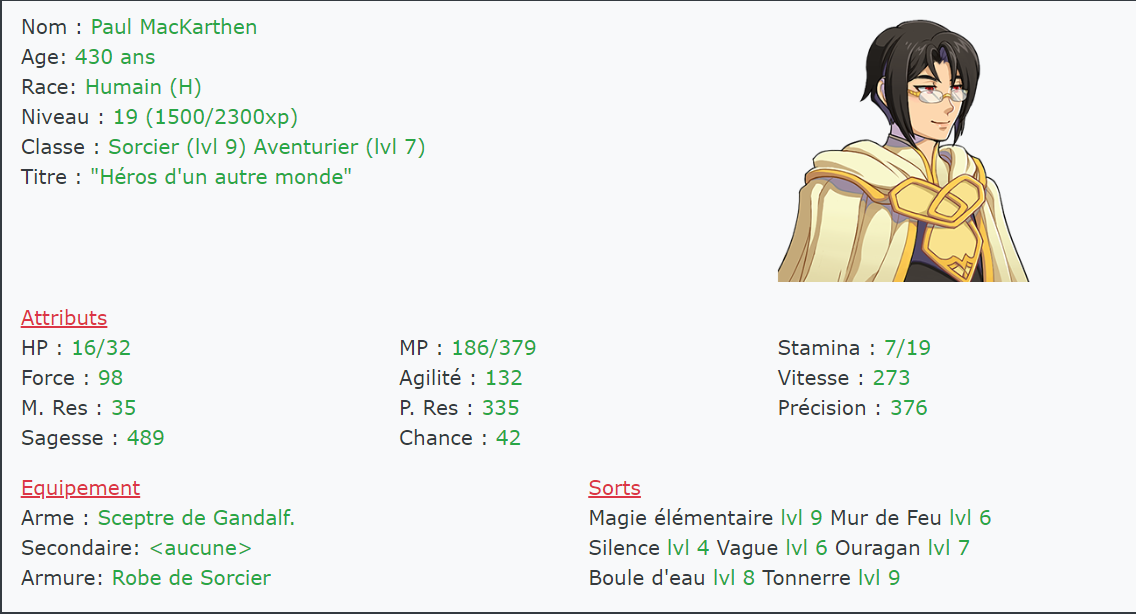 Nom : Paul MacKarthen
Age: 430 ans
Race: Humain (H)
Niveau : 19 (1500/2300xp)
Classe : Sorcier (lvl 9) Aventurier (lvl 7)
Titre : "Héros d'un autre monde"
Attributs
HP : 16/32 MP : 186/379 Stamina : 7/19
Force : 98 Agilité : 132 Vitesse : 273
M. Res : 35 P. Res : 335 Précision : 376
Sagesse : 489 Chance : 42
Equipement
Arme : Sceptre de Gandalf.
Secondaire: <aucune>
Armure: Robe de Sorcier
Sorts
Magie élémentaire lvl 9 Mur de Feu lvl 6
Silence lvl 4 Vague lvl 6 Ouragan lvl 7
Boule d'eau lvl 8 Tonnerre lvl 9